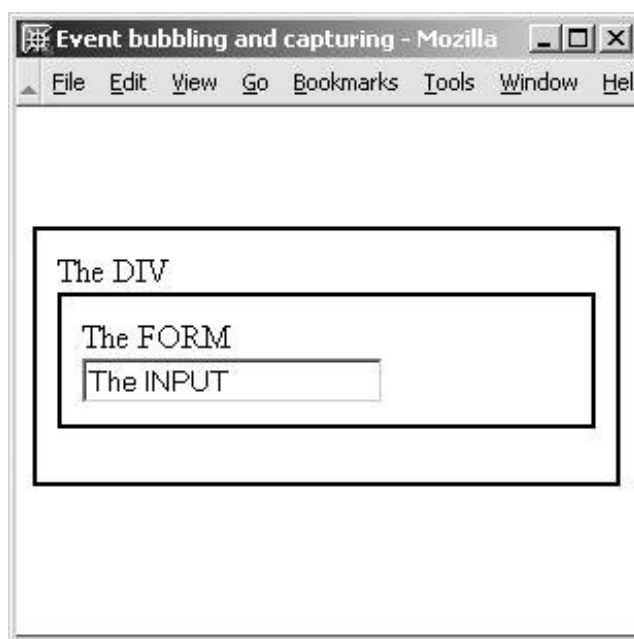 Event bubbling and capturing - Mozilla
File Edit View Go Bookmarks Tools Window Hel
The DIV
The FORM
The INPUT